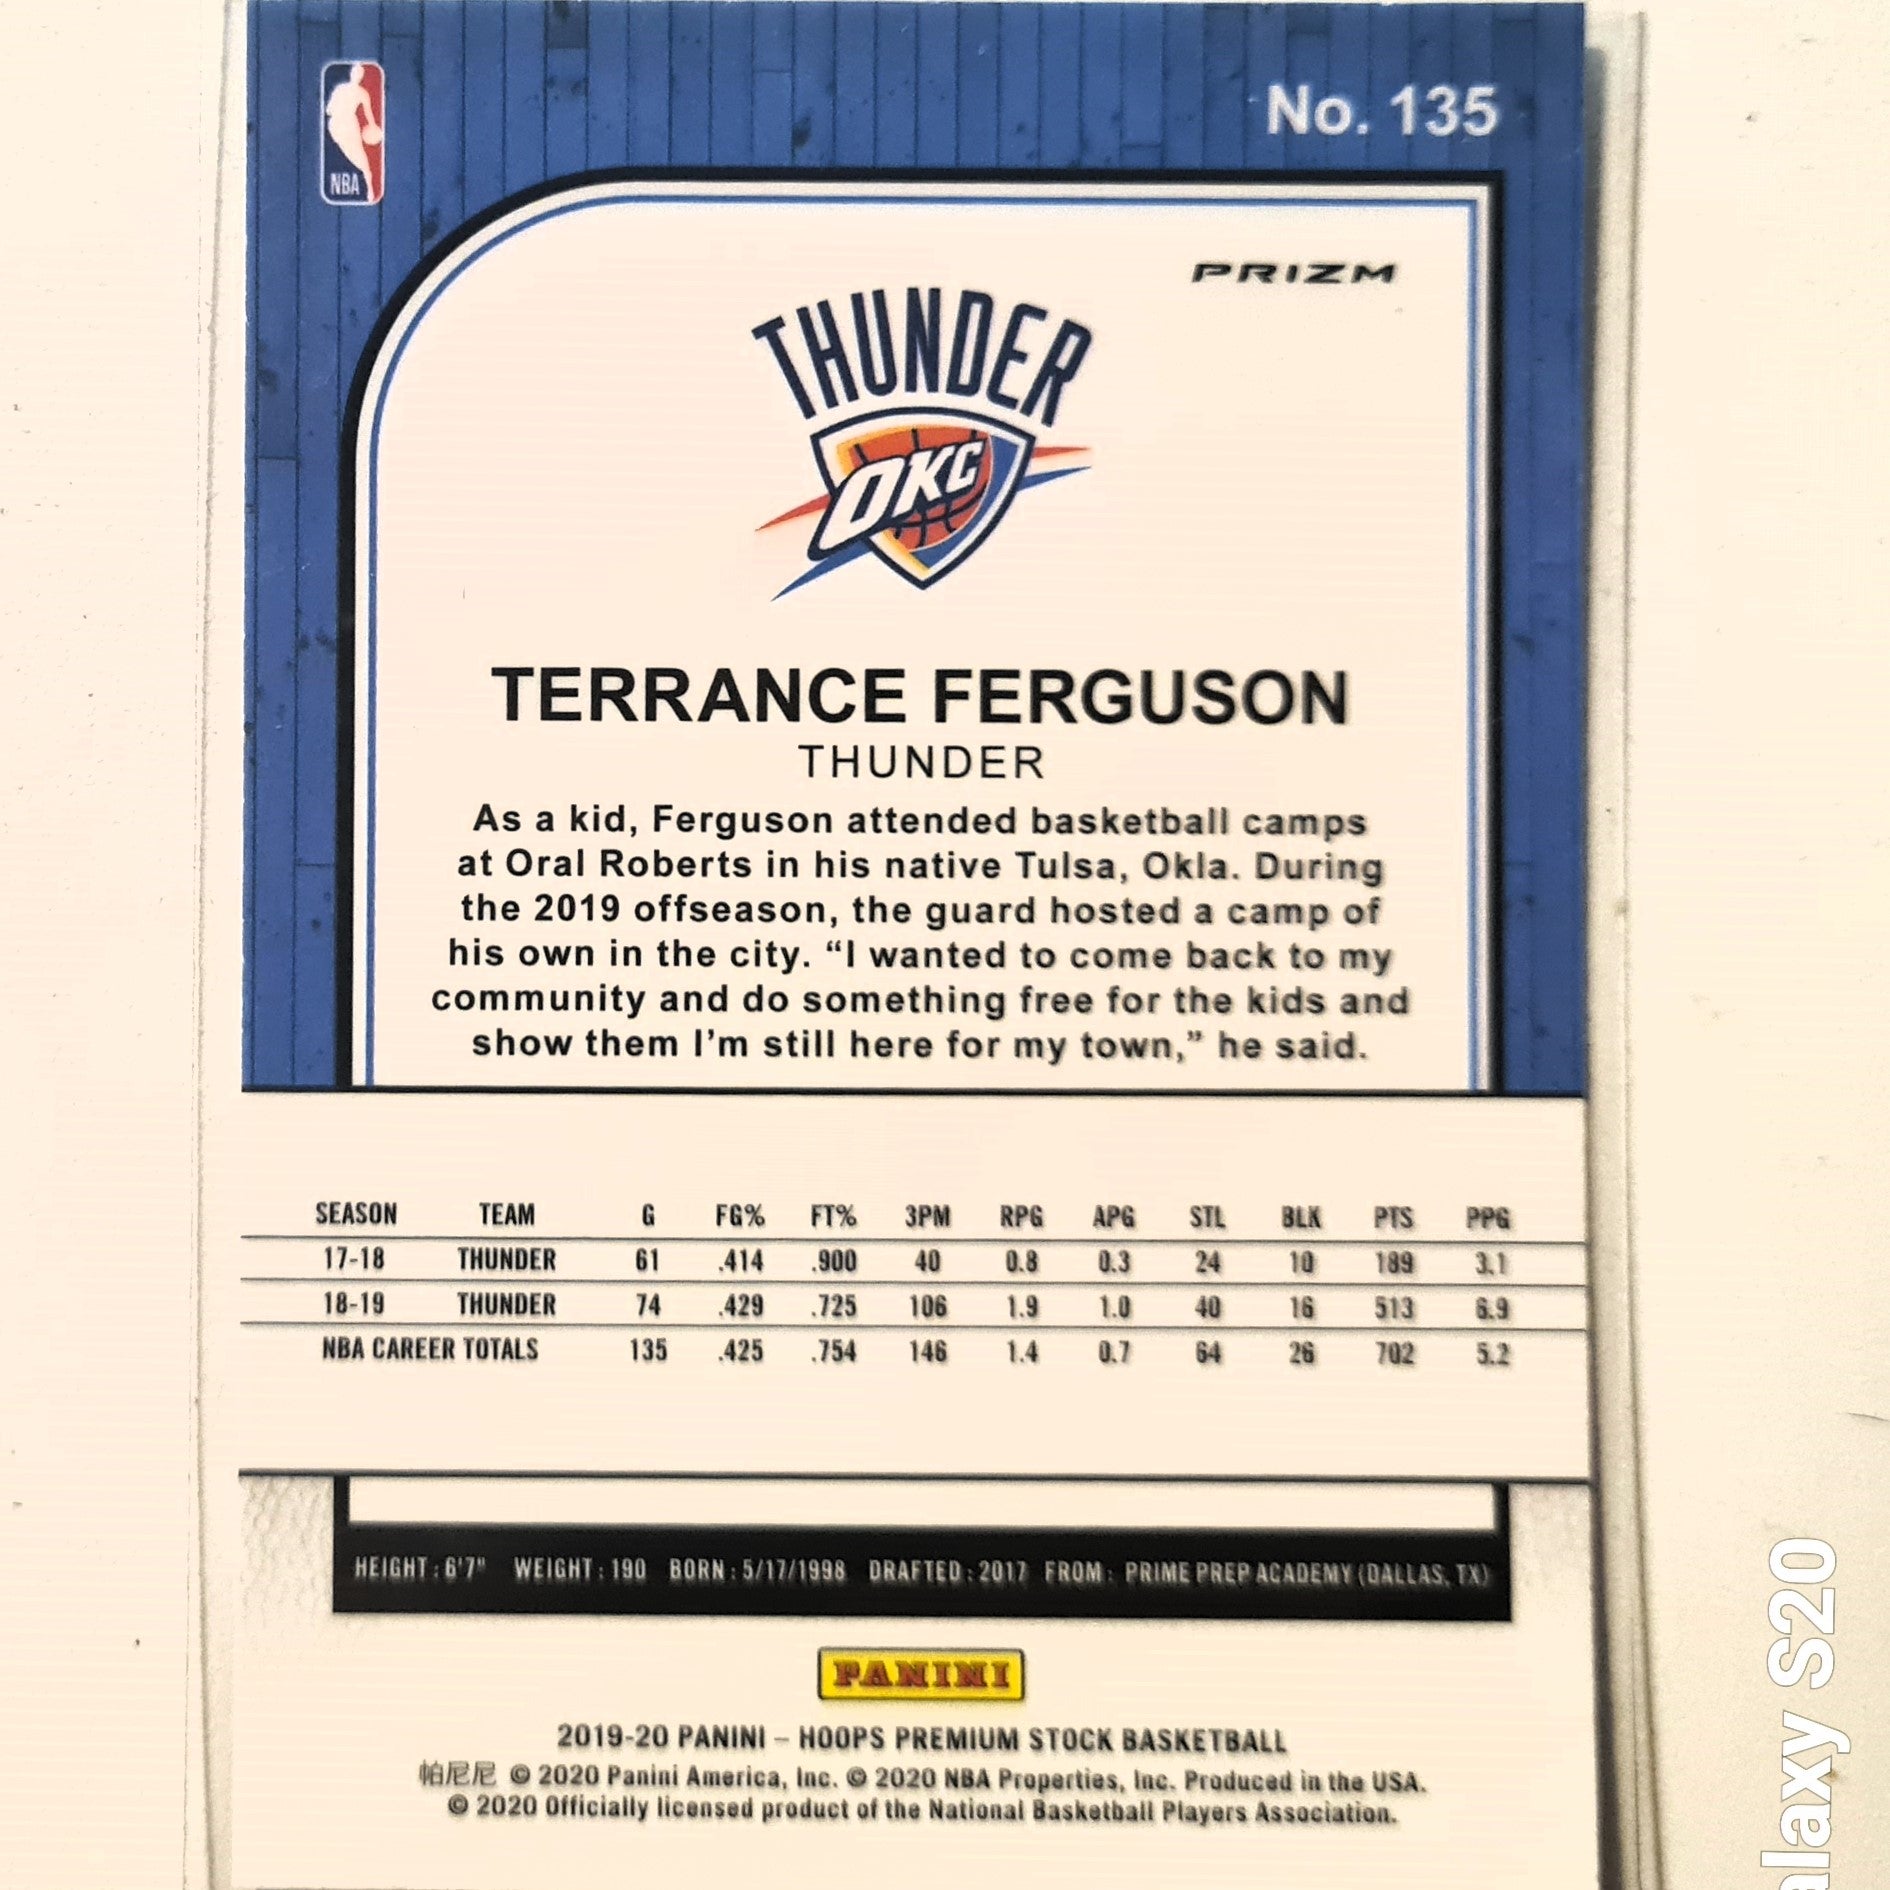 NBA
No. 135
PRIZM
THUNDER
OKC
TERRANCE FERGUSON
THUNDER
As a kid, Ferguson attended basketball camps
at Oral Roberts in his native Tulsa, Okla. During
the 2019 offseason, the guard hosted a camp of
his own in the city. “I wanted to come back to my
community and do something free for the kids and
show them I’m still here for my town,” he said.
SEASON TEAM G FG% FT% 3PM RPG APG STL BLK PTS PPG
17-18 THUNDER 61 .414 .900 40 0.8 0.3 24 10 189 3.1
18-19 THUNDER 74 .429 .725 106 1.9 1.0 40 16 513 6.9
NBA CAREER TOTALS 135 .425 .754 146 1.4 0.7 64 26 702 5.2
HEIGHT : 6'7" WEIGHT : 190 BORN : 5/17/1998 DRAFTED : 2017 FROM : PRIME PREP ACADEMY (DALLAS, TX)
PANINI
2019-20 PANINI – HOOPS PREMIUM STOCK BASKETBALL
帕尼尼 © 2020 Panini America, Inc. © 2020 NBA Properties, Inc. Produced in the USA.
© 2020 Officially licensed product of the National Basketball Players Association.
alaxy S20